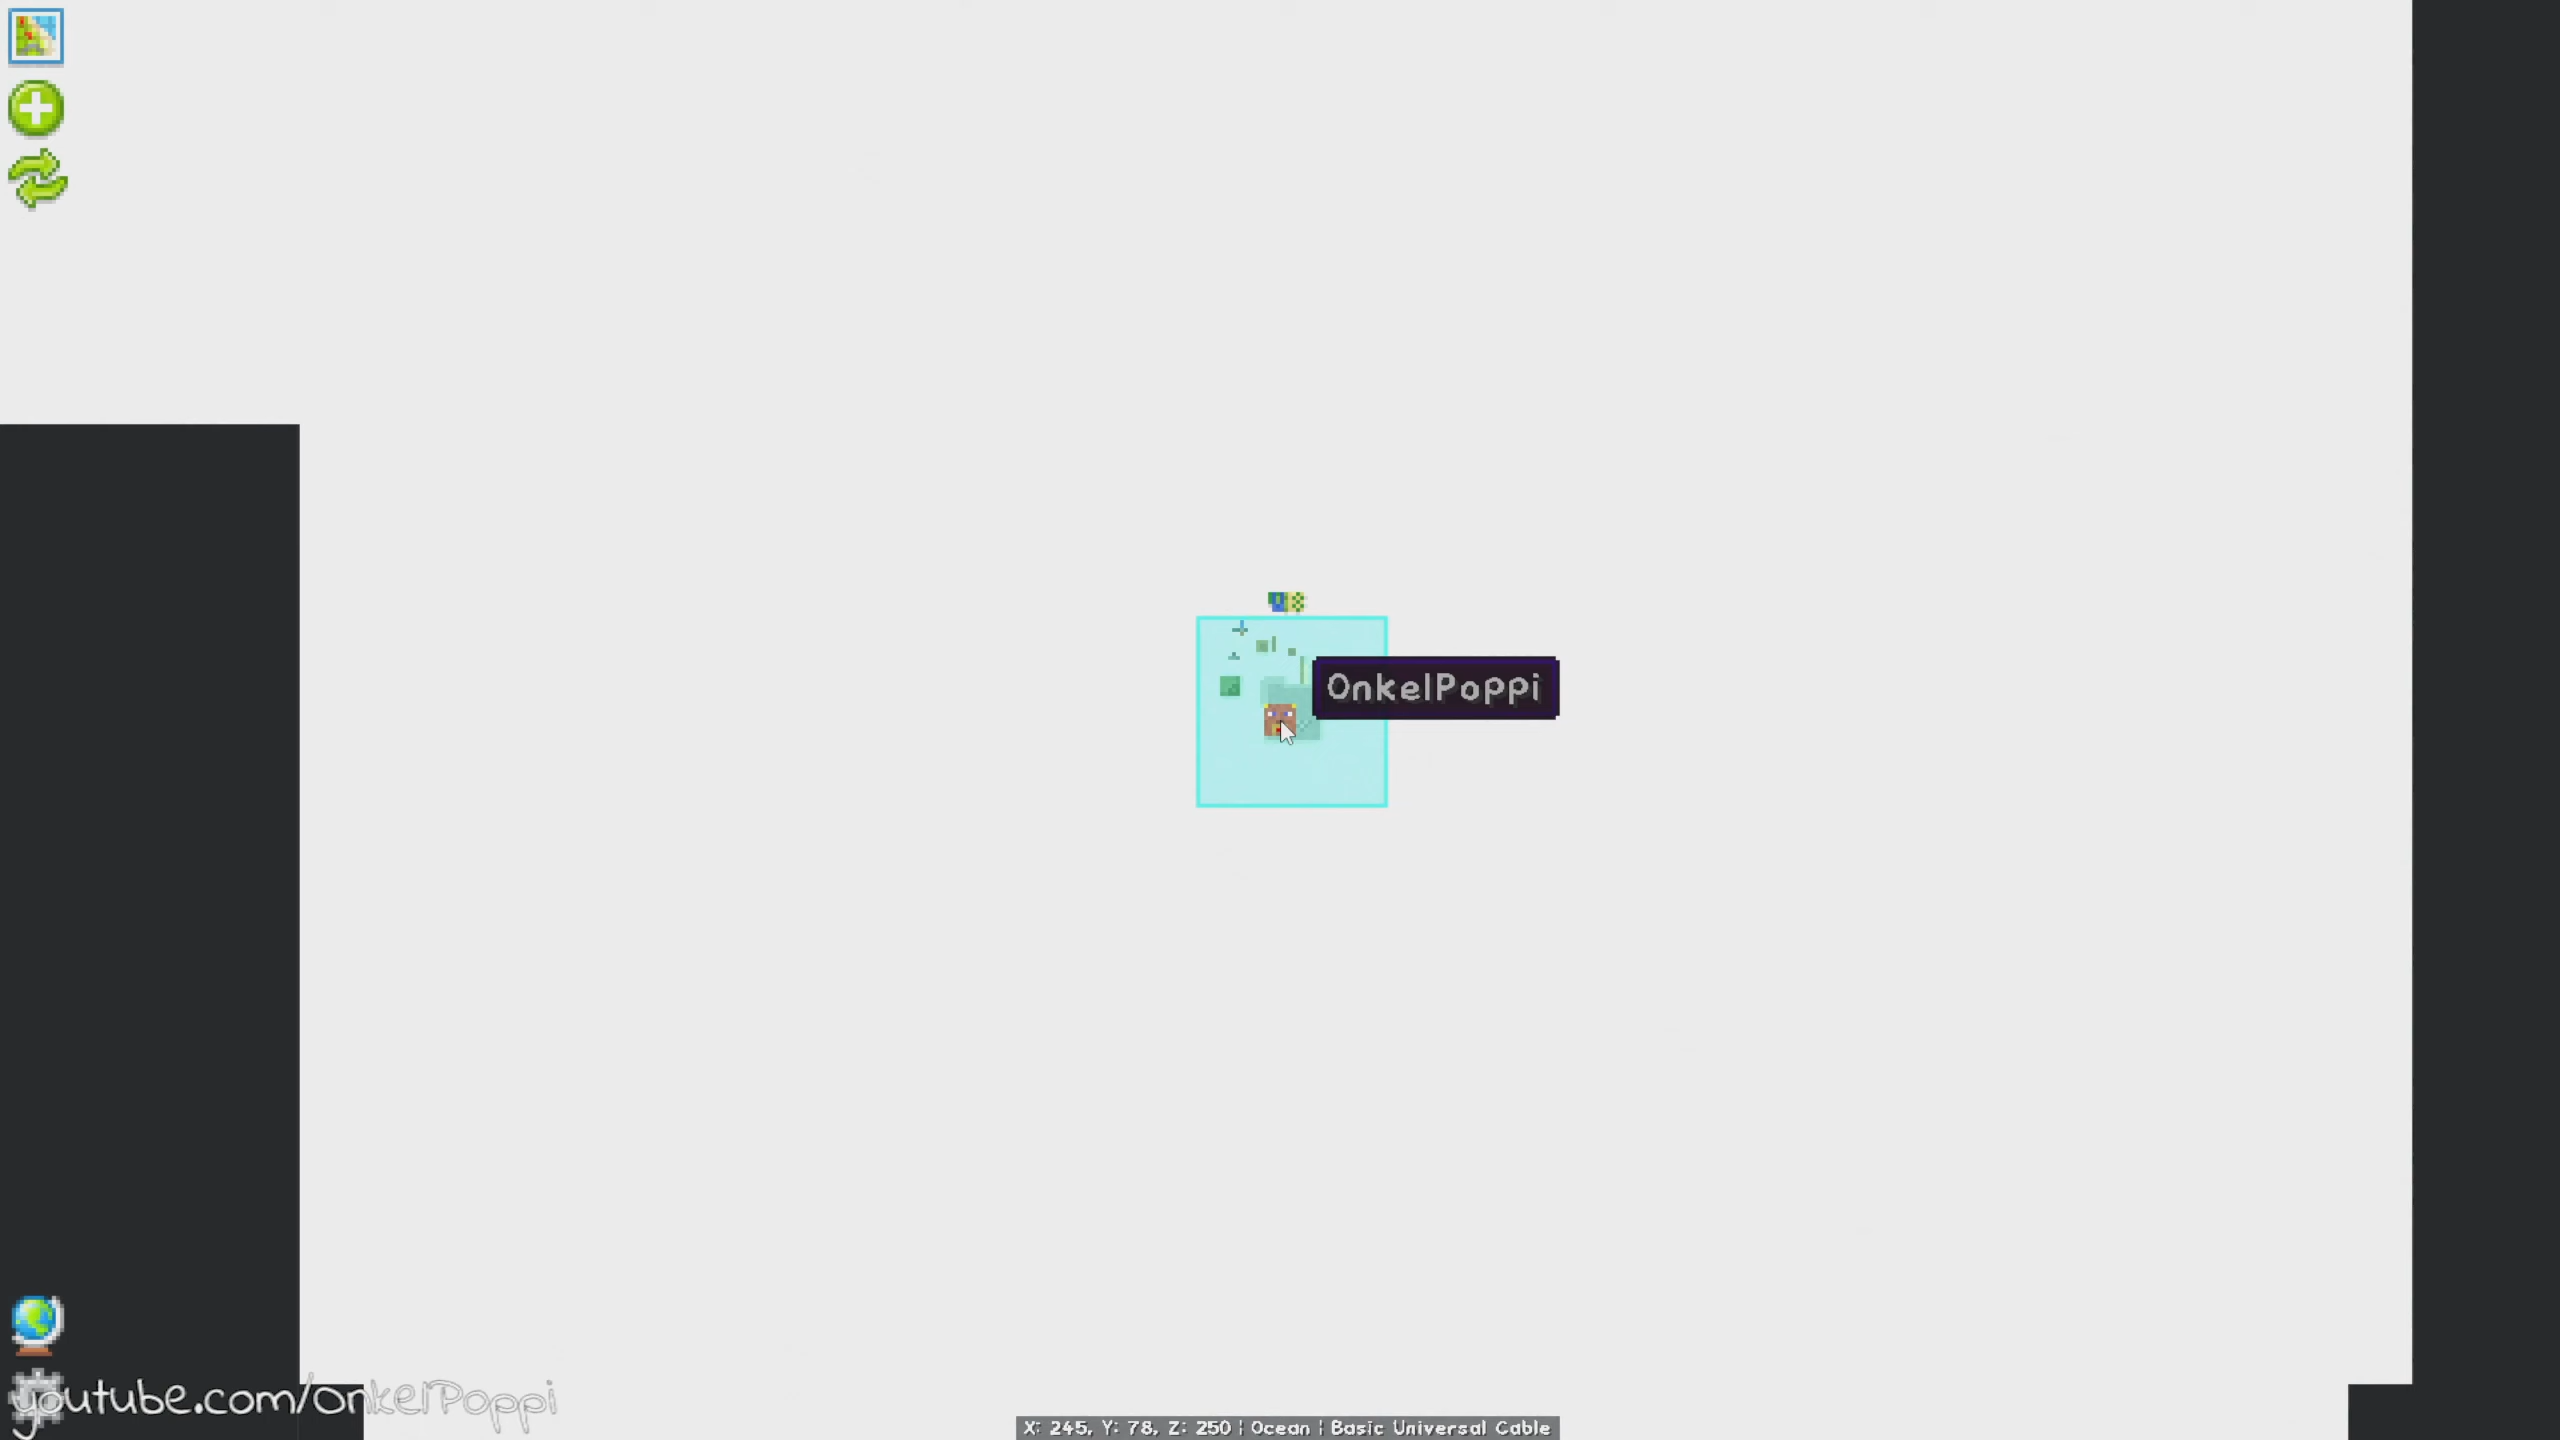 OnkelPoppi
youtube.com/OnkelPoppi
X: 245, Y: 78, Z: 250 | Ocean | Basic Universal Cable